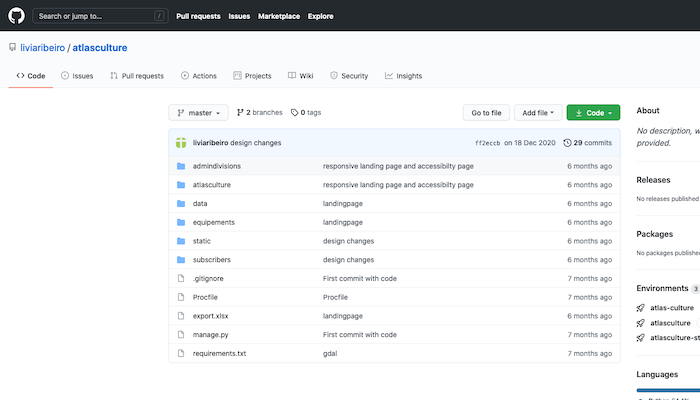 Search or jump to... /
Pull requests Issues Marketplace Explore
liviaribeiro / atlasculture
Code Issues Pull requests Actions Projects Wiki Security Insights
master 2 branches 0 tags Go to file Add file Code
liviaribeiro design changes ff2eccb on 18 Dec 2020 29 commits
admindivisions responsive landing page and accessibilty page 6 months ago
atlasculture responsive landing page and accessibilty page 6 months ago
data landingpage 6 months ago
equipements landingpage 6 months ago
static design changes 6 months ago
subscribers design changes 6 months ago
.gitignore First commit with code 7 months ago
Procfile Procfile 7 months ago
export.xlsx landingpage 6 months ago
manage.py First commit with code 7 months ago
requirements.txt gdal 7 months ago
About
No description, w
provided.
Releases
No releases published
Packages
No packages published
Environments 3
atlas-culture
atlasculture
atlasculture-st
Languages